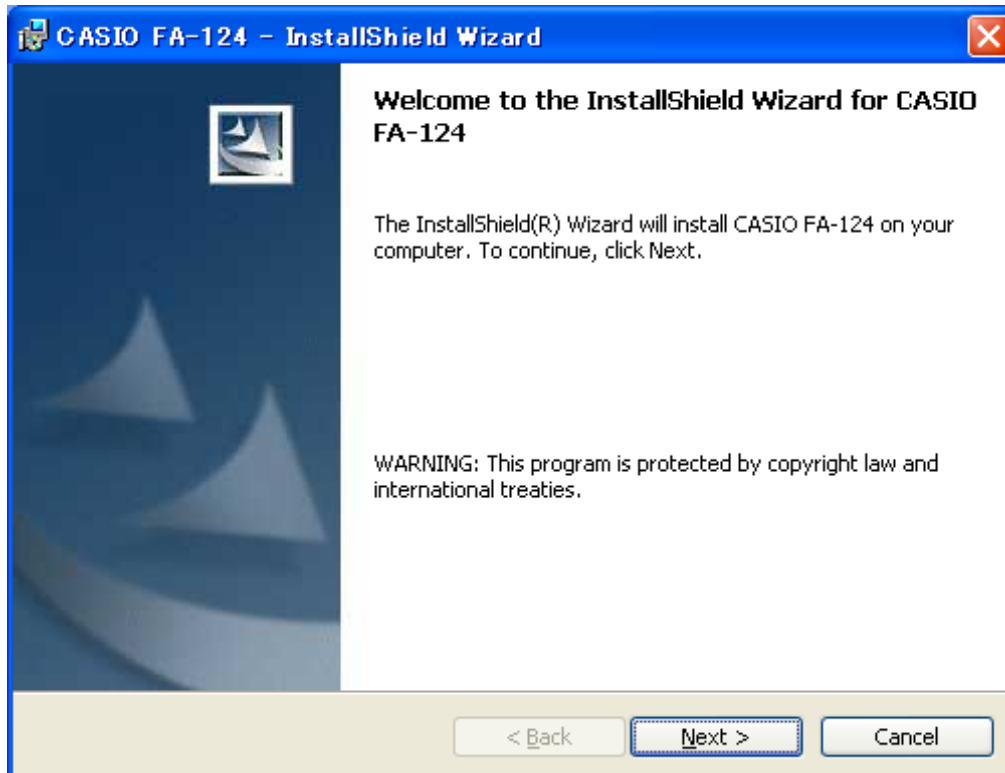 CASIO FA-124 - InstallShield Wizard
Welcome to the InstallShield Wizard for CASIO
FA-124
The InstallShield(R) Wizard will install CASIO FA-124 on your
computer. To continue, click Next.
WARNING: This program is protected by copyright law and
international treaties.
< Back
Next >
Cancel